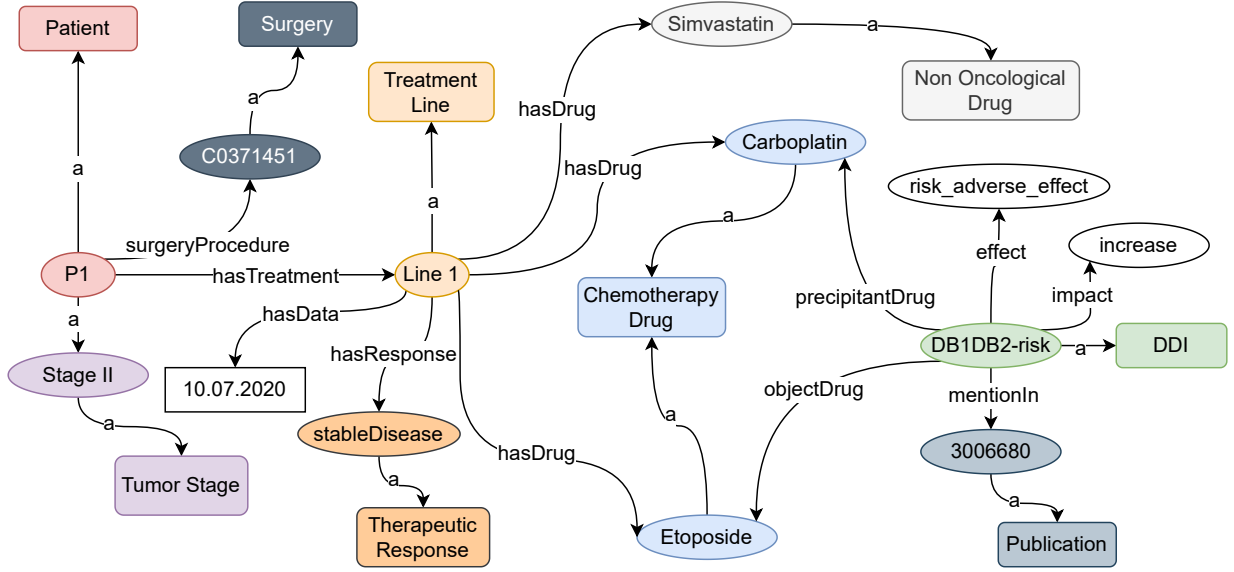 Patient
Surgery
Simvastatin
a
Non Oncological
Drug
Treatment
Line
a
hasDrug
Carboplatin
C0371451
a
hasDrug
risk_adverse_effect
a
a
surgeryProcedure
effect
increase
P1
hasTreatment
Line 1
Chemotherapy
Drug
precipitantDrug
impact
a
hasData
hasResponse
DB1DB2-risk
a
DDI
Stage II
10.07.2020
objectDrug
mentionIn
a
stableDisease
a
hasDrug
3006680
Tumor Stage
a
a
Therapeutic
Response
Etoposide
Publication